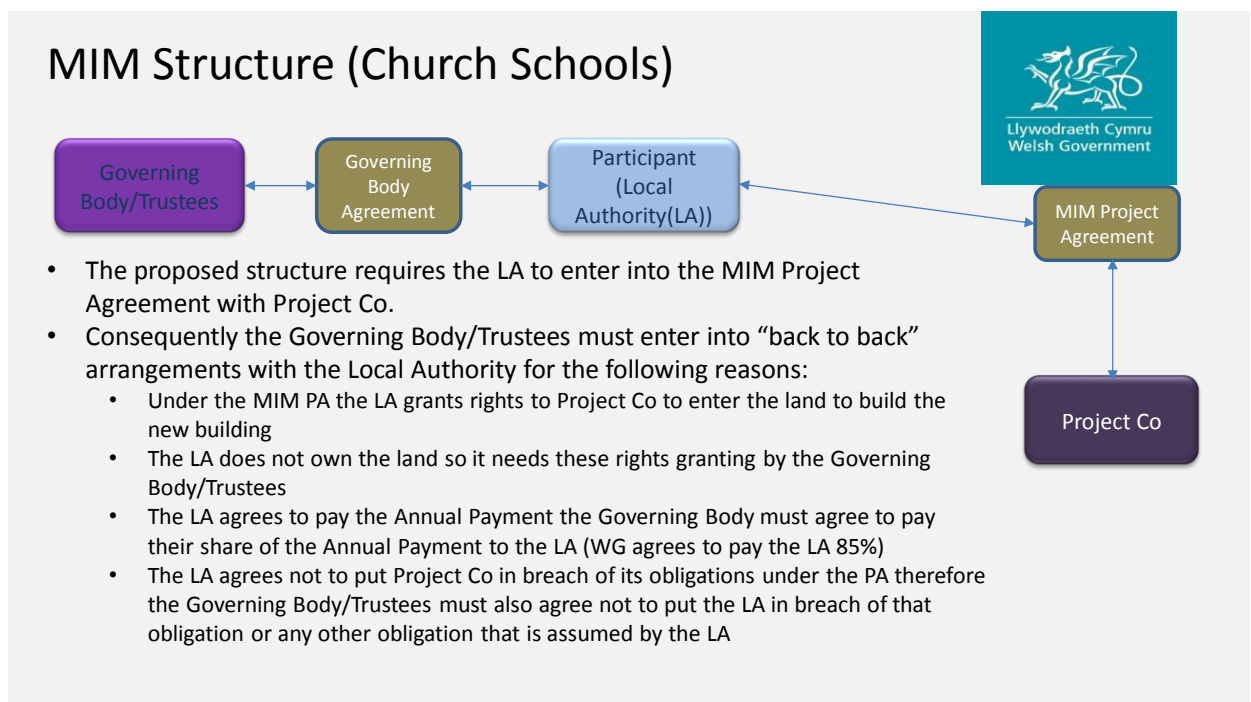 MIM Structure (Church Schools)
Llywodraeth Cymru
Welsh Government
Governing
Body/Trustees
Governing
Body
Agreement
Participant
(Local
Authority(LA))
MIM Project
Agreement
Project Co
• The proposed structure requires the LA to enter into the MIM Project
Agreement with Project Co.
• Consequently the Governing Body/Trustees must enter into “back to back”
arrangements with the Local Authority for the following reasons:
• Under the MIM PA the LA grants rights to Project Co to enter the land to build the
new building
• The LA does not own the land so it needs these rights granting by the Governing
Body/Trustees
• The LA agrees to pay the Annual Payment the Governing Body must agree to pay
their share of the Annual Payment to the LA (WG agrees to pay the LA 85%)
• The LA agrees not to put Project Co in breach of its obligations under the PA therefore
the Governing Body/Trustees must also agree not to put the LA in breach of that
obligation or any other obligation that is assumed by the LA